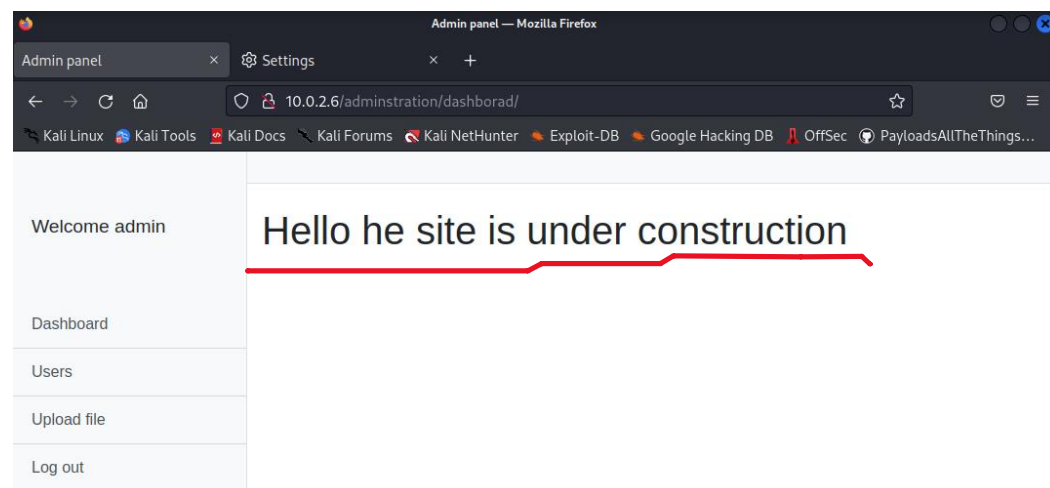 Admin panel — Mozilla Firefox
Admin panel × Settings × +
10.0.2.6/adminstration/dashborad/
Kali Linux Kali Tools Kali Docs Kali Forums Kali NetHunter Exploit-DB Google Hacking DB OffSec PayloadsAllTheThings...
Welcome admin
Hello he site is under construction
Dashboard
Users
Upload file
Log out